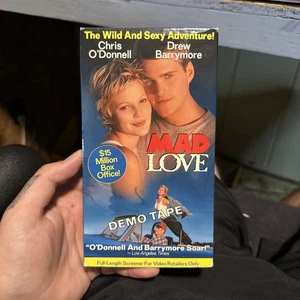 The Wild And Sexy Adventure!
Chris O'Donnell
Drew Barrymore
MAD
LOVE
$15
Million
Box
Office!
DEMO TAPE
"O'Donnell And Barrymore Soar!"
— Los Angeles Times
Full-Length Screener For Video Retailers Only